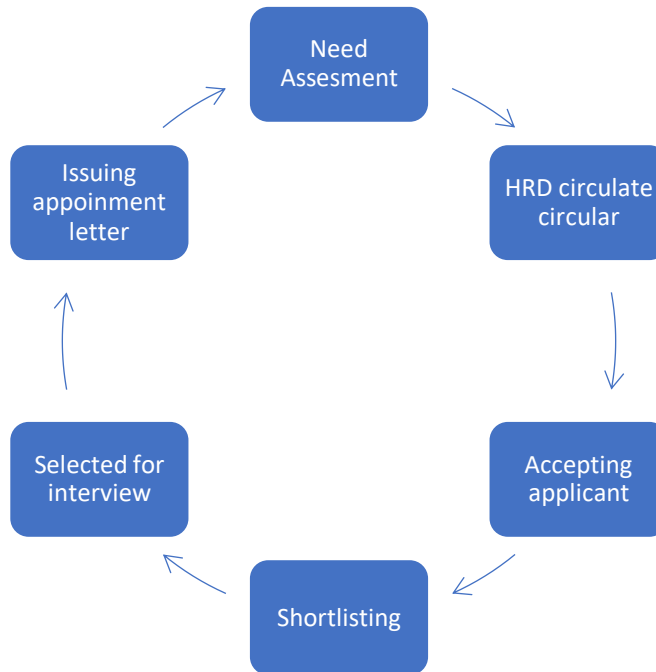 Need
Assesment
HRD circulate
circular
Accepting
applicant
Shortlisting
Selected for
interview
Issuing
appoinment
letter